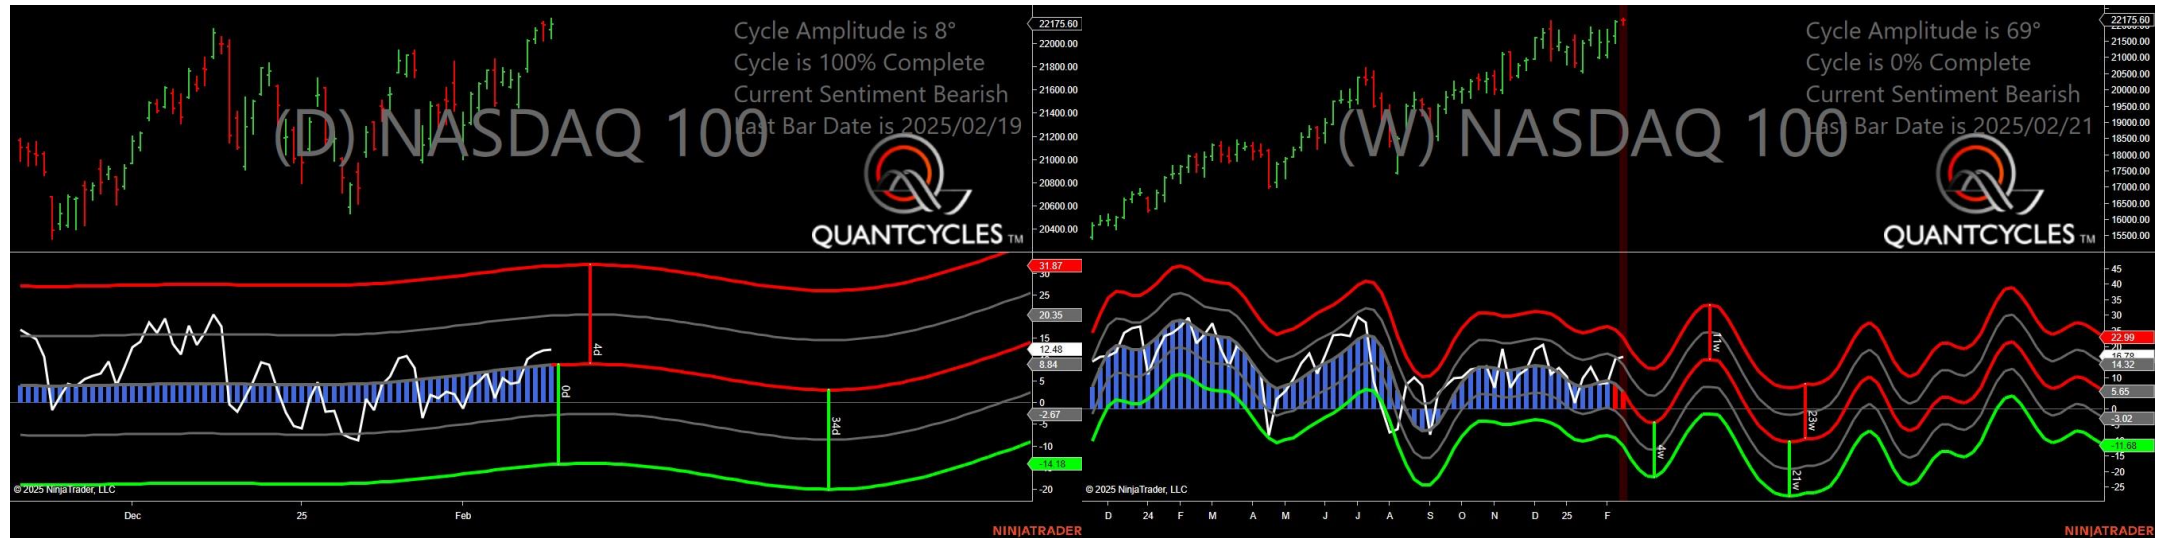 Cycle Amplitude is 8°
Cycle is 100% Complete
Current Sentiment Bearish
Last Bar Date is 2025/02/19
(D) NASDAQ 100
QUANTCYCLES TM
22175.60
22000.00
21800.00
21600.00
21400.00
21200.00
21000.00
20800.00
20600.00
20400.00
31.87
30
25
20.35
15
12.48
8.84
5
0
-2.67
-5
-10
-14.18
-20
4d
0d
34d
© 2025 NinjaTrader, LLC
Dec
25
Feb
NINJATRADER
Cycle Amplitude is 69°
Cycle is 0% Complete
Current Sentiment Bearish
Last Bar Date is 2025/02/21
(W) NASDAQ 100
QUANTCYCLES TM
22175.60
21500.00
21000.00
20500.00
20000.00
19500.00
19000.00
18500.00
18000.00
17500.00
17000.00
16500.00
16000.00
15500.00
45
40
35
30
25
22.99
20
16.78
14.32
10
5.65
0
-3.02
-5
-11.68
-15
-20
-25
11w
4w
23w
21w
© 2025 NinjaTrader, LLC
D 24 F M A M J J A S O N D 25 F
NINJATRADER